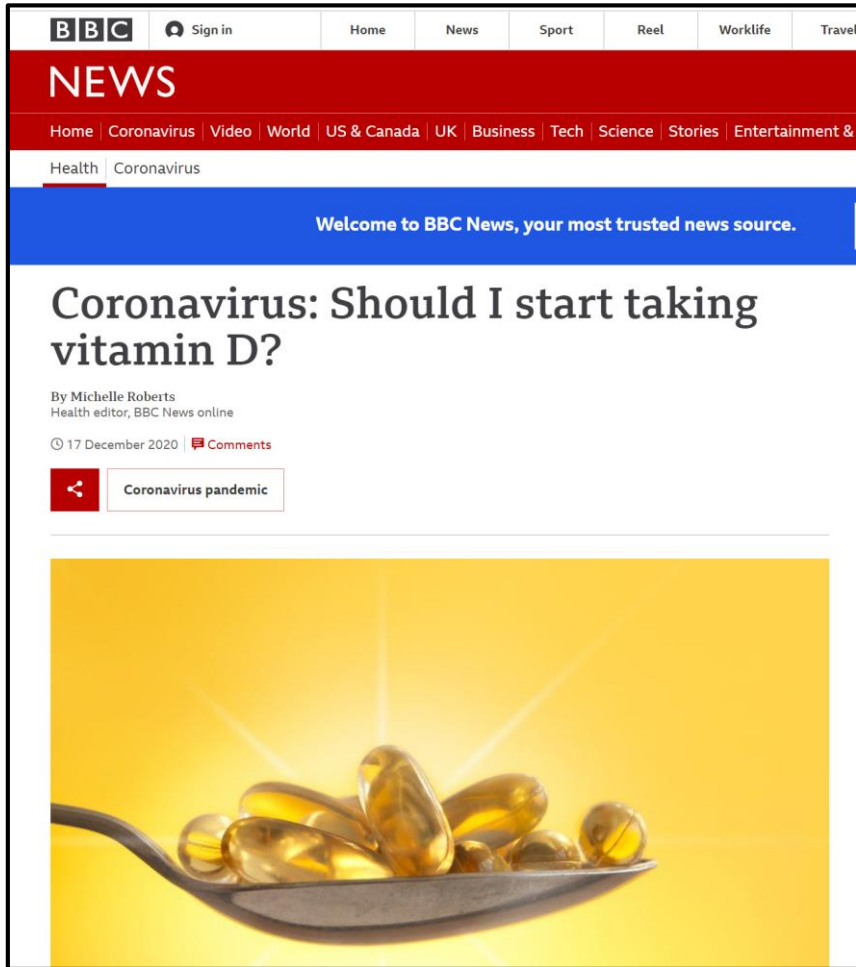 BBC Sign in Home News Sport Reel Worklife Travel
NEWS
Home Coronavirus Video World US & Canada UK Business Tech Science Stories Entertainment &
Health Coronavirus
Welcome to BBC News, your most trusted news source.
Coronavirus: Should I start taking
vitamin D?
By Michelle Roberts
Health editor, BBC News online
17 December 2020 Comments
Coronavirus pandemic